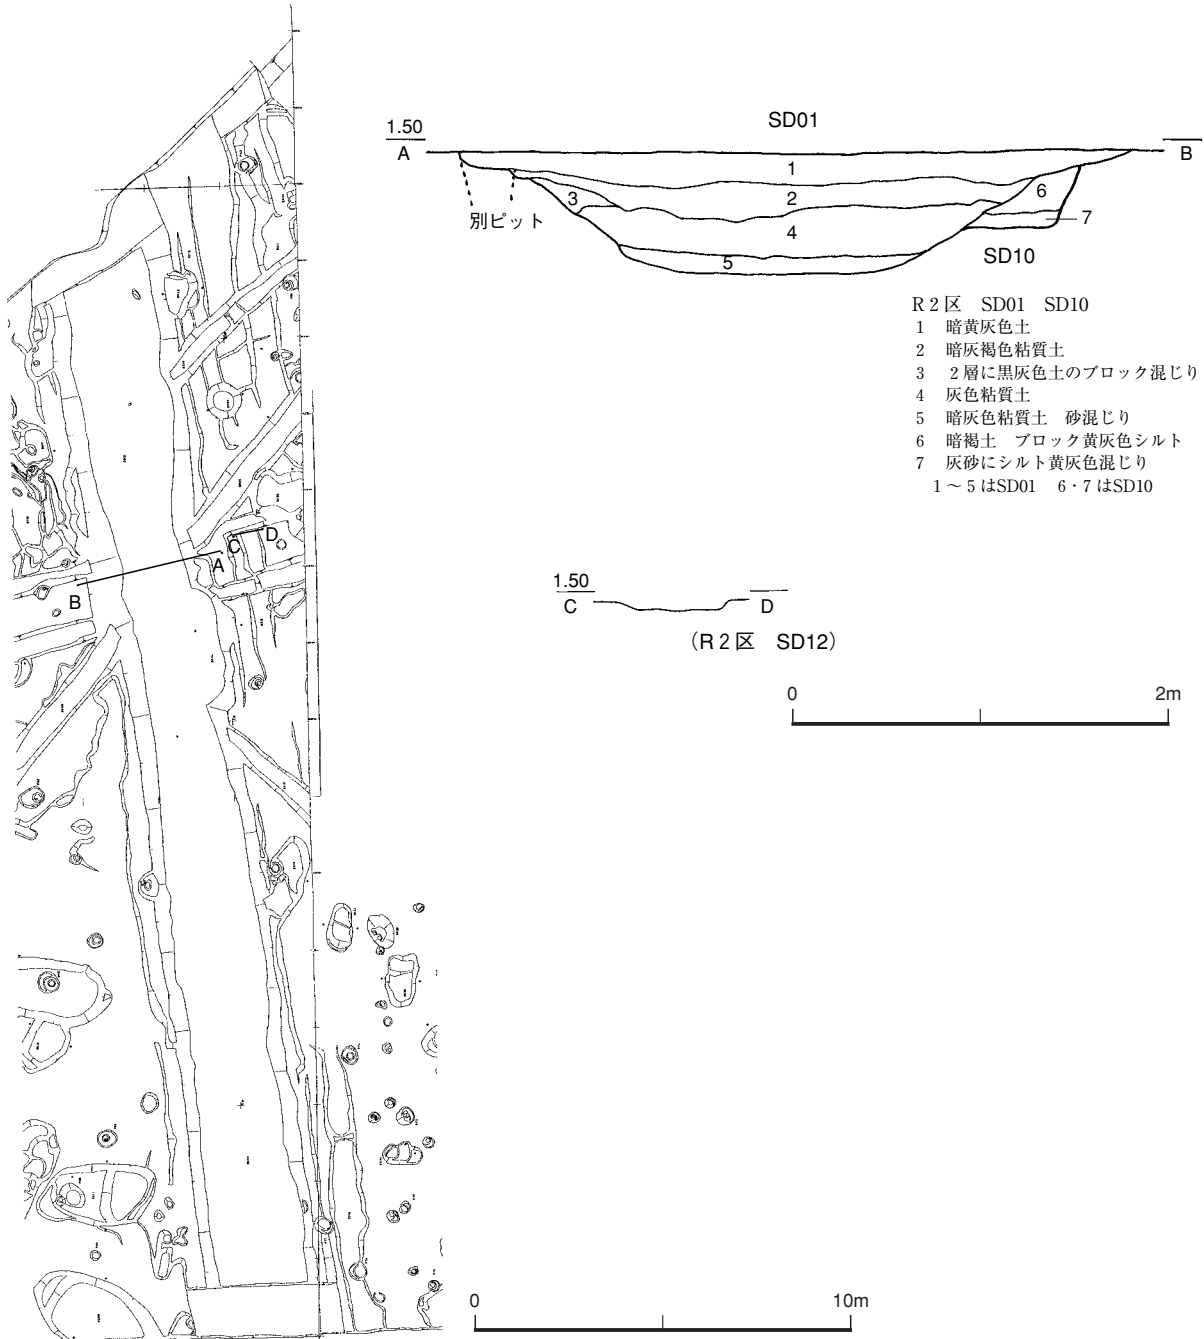 SD01
1.50
A
B
1
2
3
4
5
6
7
別ピット
SD10
R2区　SD01　SD10
1　暗黄灰色土
2　暗灰褐色粘質土
3　2層に黒灰色土のブロック混じり
4　灰色粘質土
5　暗灰色粘質土　砂混じり
6　暗褐土　ブロック黄灰色シルト
7　灰砂にシルト黄灰色混じり
1～5はSD01　6・7はSD10
D
C
A
B
1.50
C
D
(R2区　SD12)
0
2m
0
10m